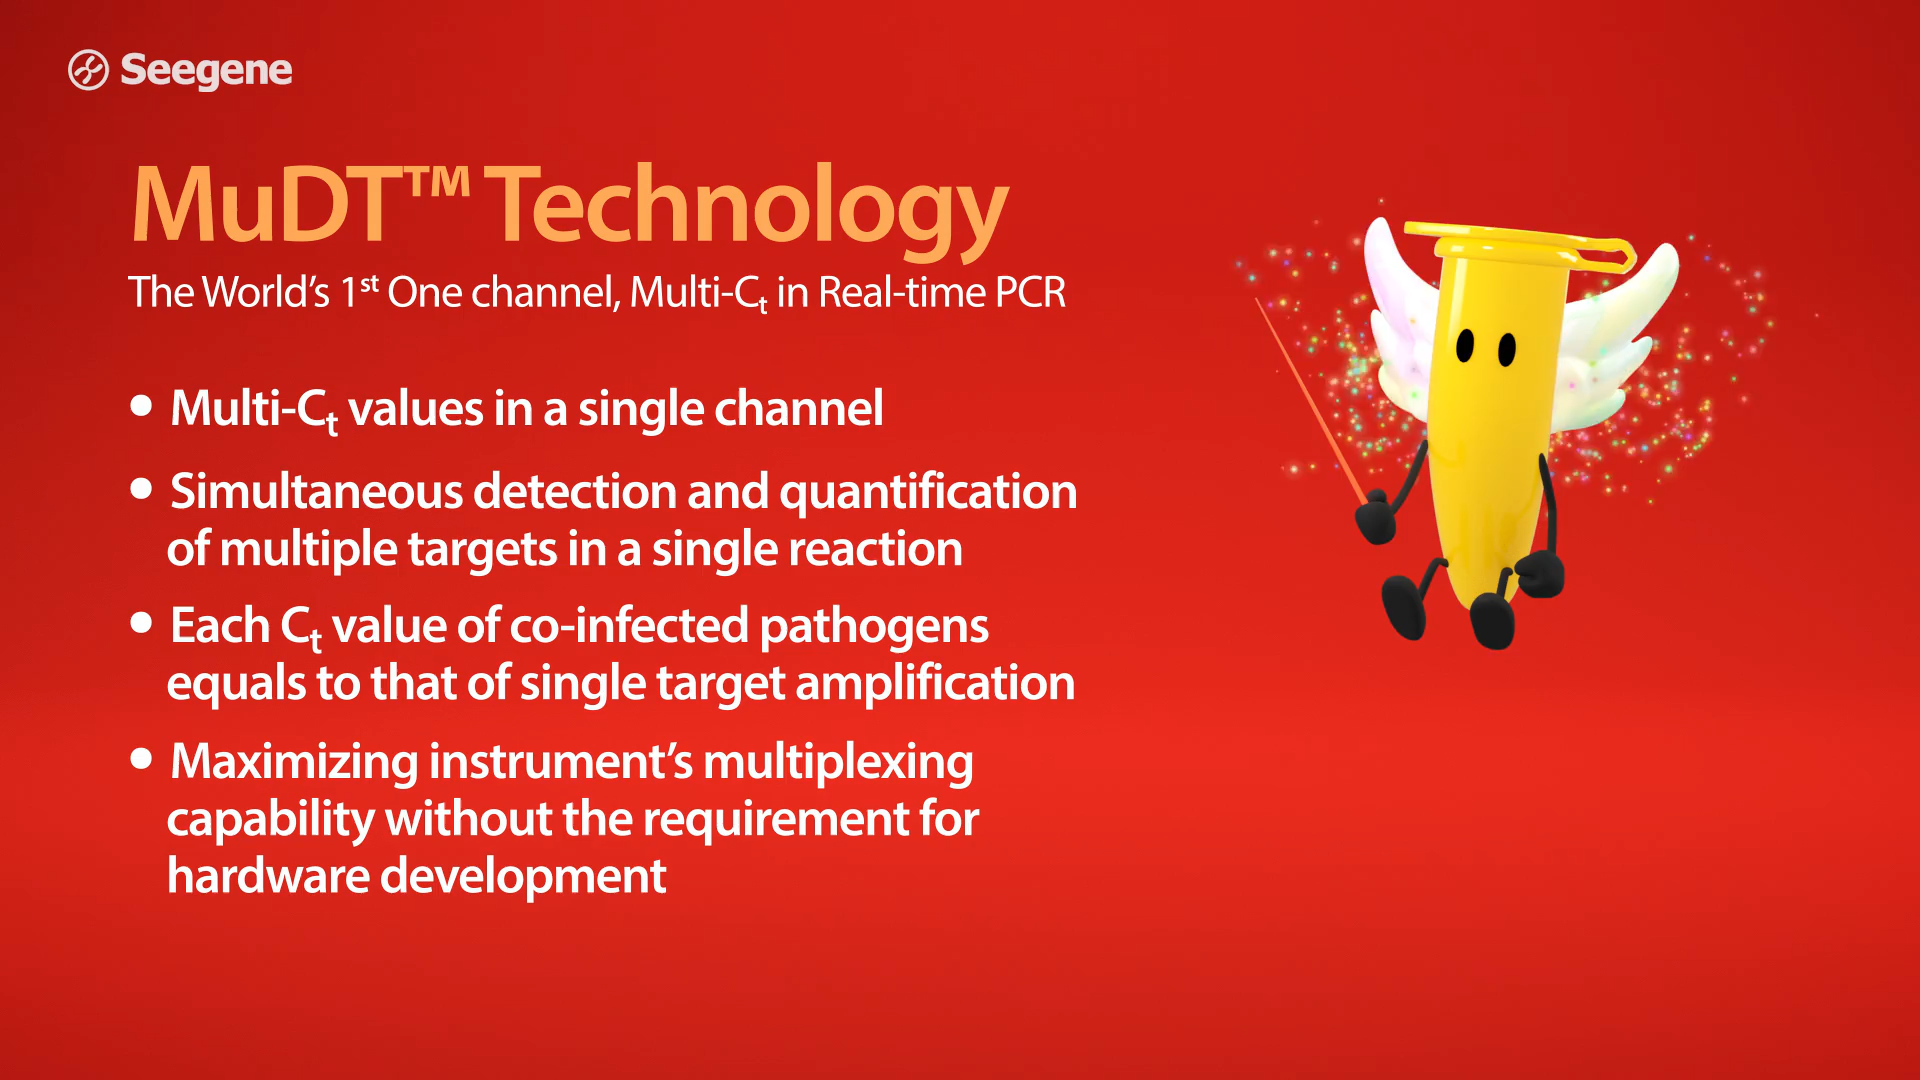 Seegene
MuDT™ Technology
The World's 1st One channel, Multi-Ct in Real-time PCR
• Multi-Ct values in a single channel
• Simultaneous detection and quantification
of multiple targets in a single reaction
• Each Ct value of co-infected pathogens
equals to that of single target amplification
• Maximizing instrument's multiplexing
capability without the requirement for
hardware development